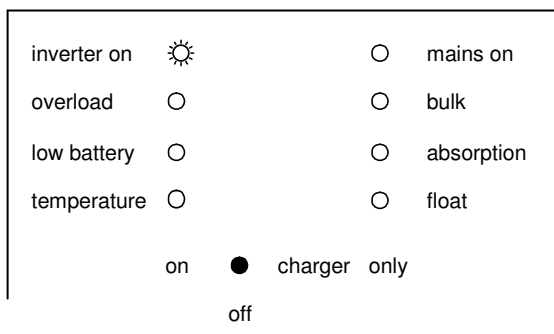 inverter on mains on
overload bulk
low battery absorption
temperature float
on charger only
off